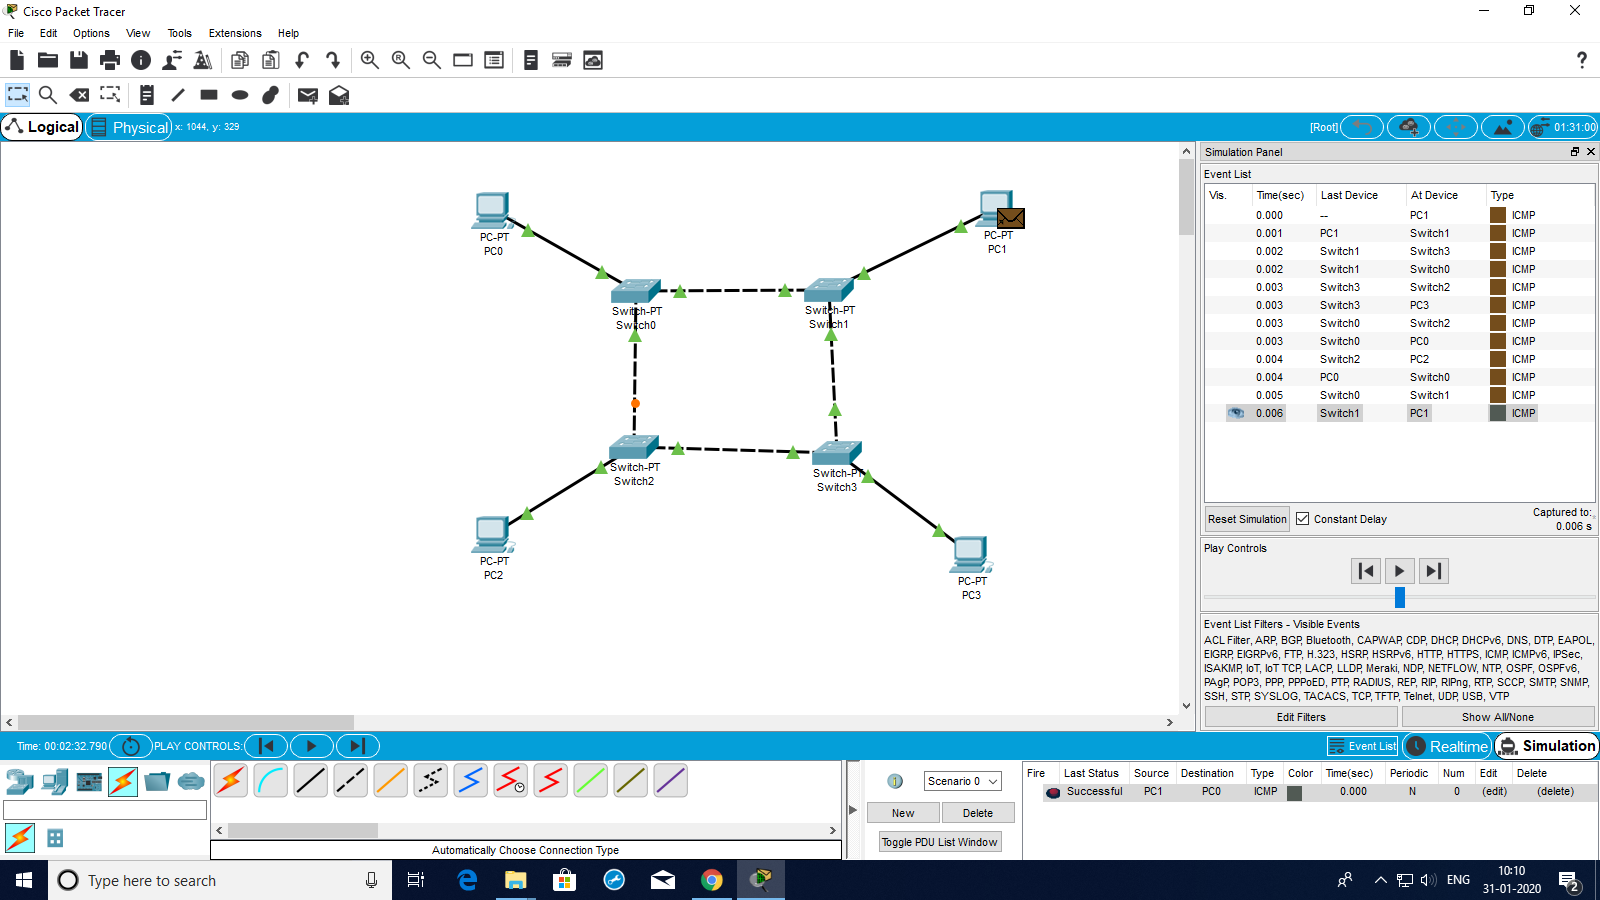 Cisco Packet Tracer
File Edit Options View Tools Extensions Help
Logical Physical x: 1044, y: 329 [Root] 01:31:00
PC-PT
PC0
PC-PT
PC1
Switch-PT
Switch0
Switch-PT
Switch1
Switch-PT
Switch2
Switch-PT
Switch3
PC-PT
PC2
PC-PT
PC3
Simulation Panel
Event List
Vis. Time(sec) Last Device At Device Type
0.000 -- PC1 ICMP
0.001 PC1 Switch1 ICMP
0.002 Switch1 Switch3 ICMP
0.002 Switch1 Switch0 ICMP
0.003 Switch3 Switch2 ICMP
0.003 Switch3 PC3 ICMP
0.003 Switch0 Switch2 ICMP
0.003 Switch0 PC0 ICMP
0.004 Switch2 PC2 ICMP
0.004 PC0 Switch0 ICMP
0.005 Switch0 Switch1 ICMP
0.006 Switch1 PC1 ICMP
Reset Simulation Constant Delay Captured to:
0.006 s
Play Controls
Event List Filters - Visible Events
ACL Filter, ARP, BGP, Bluetooth, CAPWAP, CDP, DHCP, DHCPv6, DNS, DTP, EAPOL,
EIGRP, EIGRPv6, FTP, H.323, HSRP, HSRPv6, HTTP, HTTPS, ICMP, ICMPv6, IPSec,
ISAKMP, IoT, IoT TCP, LACP, LLDP, Meraki, NDP, NETFLOW, NTP, OSPF, OSPFv6,
PAgP, POP3, PPP, PPPoED, PTP, RADIUS, REP, RIP, RIPng, RTP, SCCP, SMTP, SNMP,
SSH, STP, SYSLOG, TACACS, TCP, TFTP, Telnet, UDP, USB, VTP
Edit Filters Show All/None
Time: 00:02:32.790 PLAY CONTROLS: Event List Realtime Simulation
Automatically Choose Connection Type
Scenario 0
New Delete
Toggle PDU List Window
Fire Last Status Source Destination Type Color Time(sec) Periodic Num Edit Delete
Successful PC1 PC0 ICMP 0.000 N 0 (edit) (delete)
Type here to search
ENG
10:10
31-01-2020
2